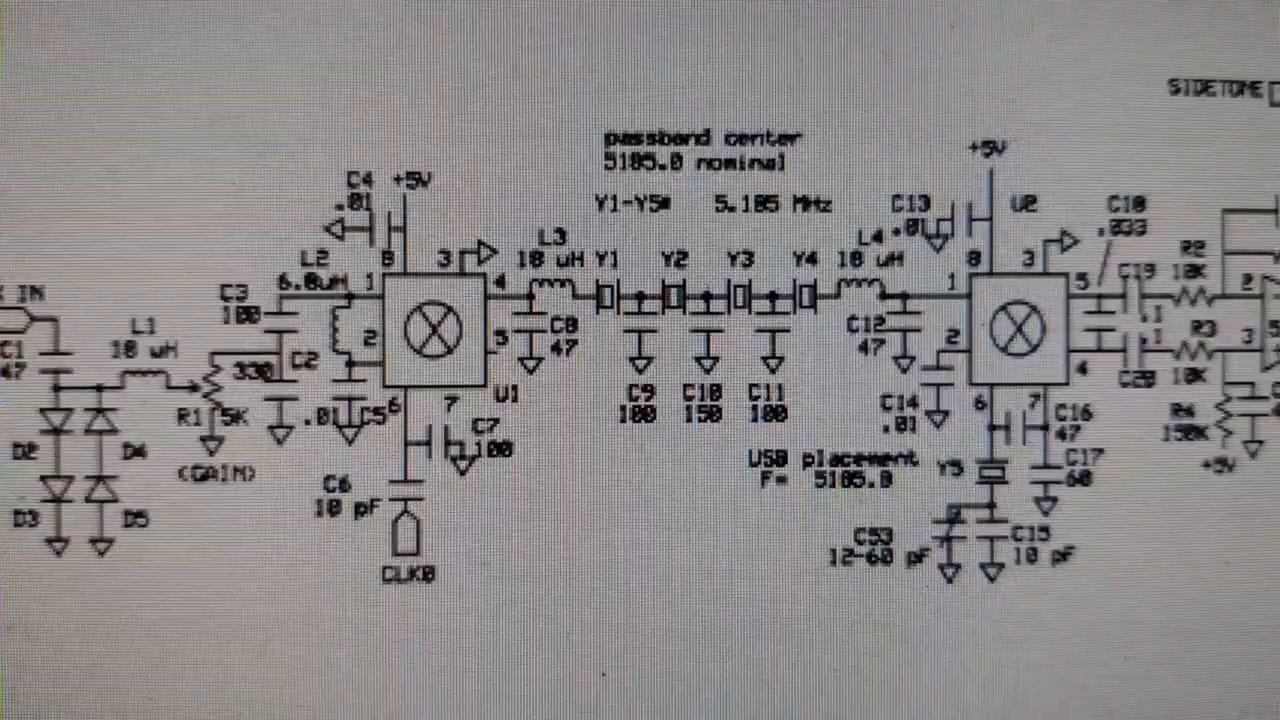 SIDETONE
passband center
5185.0 nominal
+5V
C4
+5V
.01
Y1-Y5*
5.185 MHz
C13
.01
U2
C18
.033
L2
6.8uH
8
3
L3
10 uH
Y1
Y2
Y3
Y4
L4
10 uH
8
3
R2
10K
C19
.1
IN
C3
100
1
4
1
5
2
L1
10 uH
C1
47
2
5
C8
47
C12
47
2
4
.1
C20
R3
10K
3
5
330
C2
R1
5K
.01
C5
6
7
U1
C9
100
C10
150
C11
100
C14
.01
6
7
C16
47
R4
150K
+5V
D2
D4
(GAIN)
C7
100
USB placement
F= 5185.0
Y5
C17
D3
D5
C6
10 pF
C53
12-60 pF
C15
10 pF
CLK0